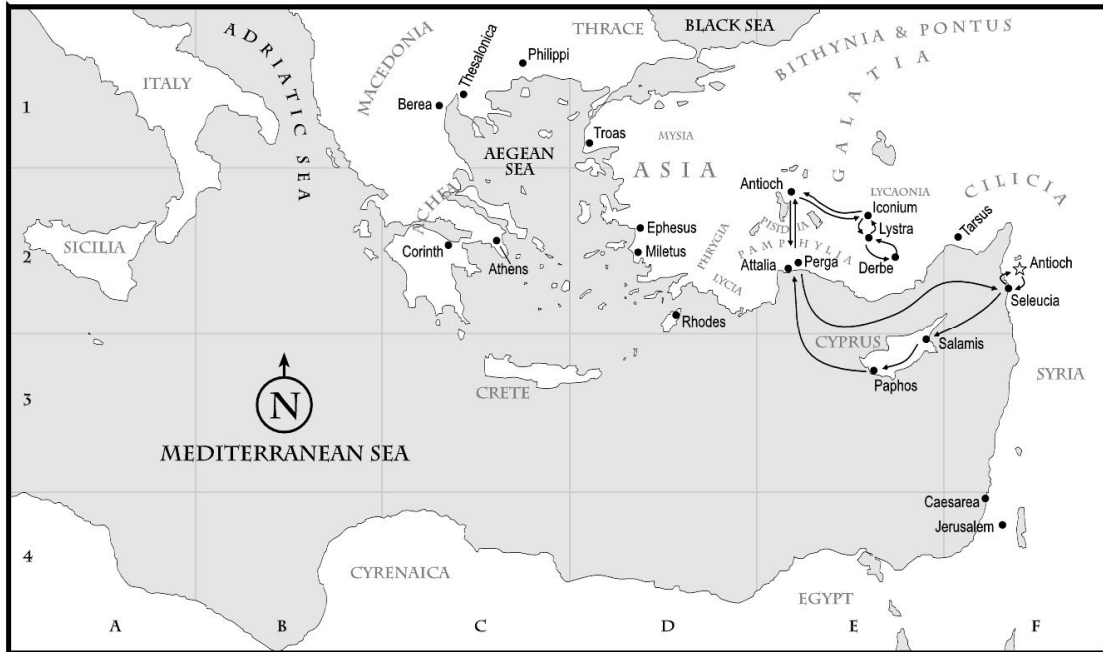 BLACK SEA
THRACE
BITHYNIA & PONTUS
ADRIATIC SEA
MACEDONIA
Thesalonica
Philippi
GALATIA
ITALY
1
Berea
Troas
MYSIA
AEGEAN
SEA
ASIA
Antioch
LYCAONIA
CILICIA
ACHEU
Iconium
Tarsus
PISIDIA
Ephesus
Lystra
SICILIA
PHRYGIA
PAMPHYLIA
Corinth
2
Miletus
Athens
Attalia
Perga
Derbe
Antioch
LYCIA
Seleucia
Rhodes
CYPRUS
Salamis
SYRIA
Paphos
CRETE
3
N
MEDITERRANEAN SEA
Caesarea
Jerusalem
4
CYRENAICA
EGYPT
A
B
C
D
E
F